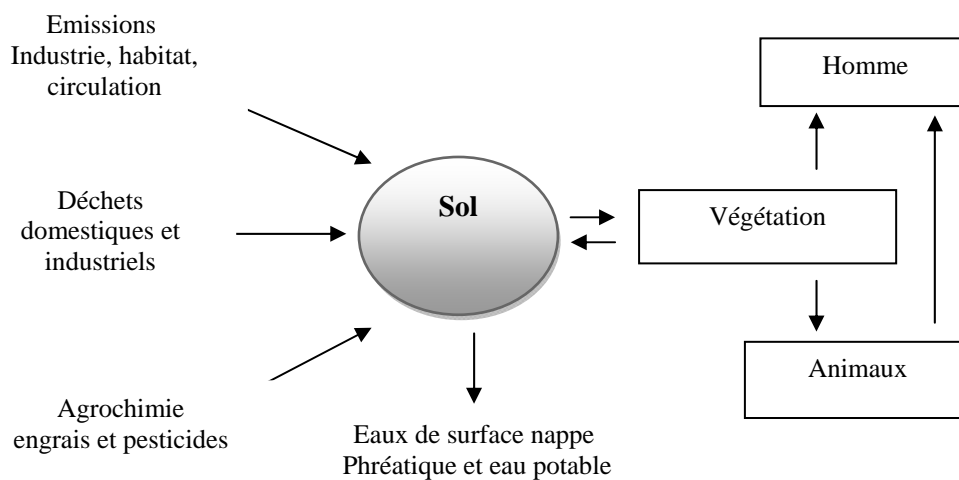 Emissions
Industrie, habitat,
circulation
Homme
Déchets
domestiques et
industriels
Sol
Végétation
Animaux
Agrochimie
engrais et pesticides
Eaux de surface nappe
Phréatique et eau potable